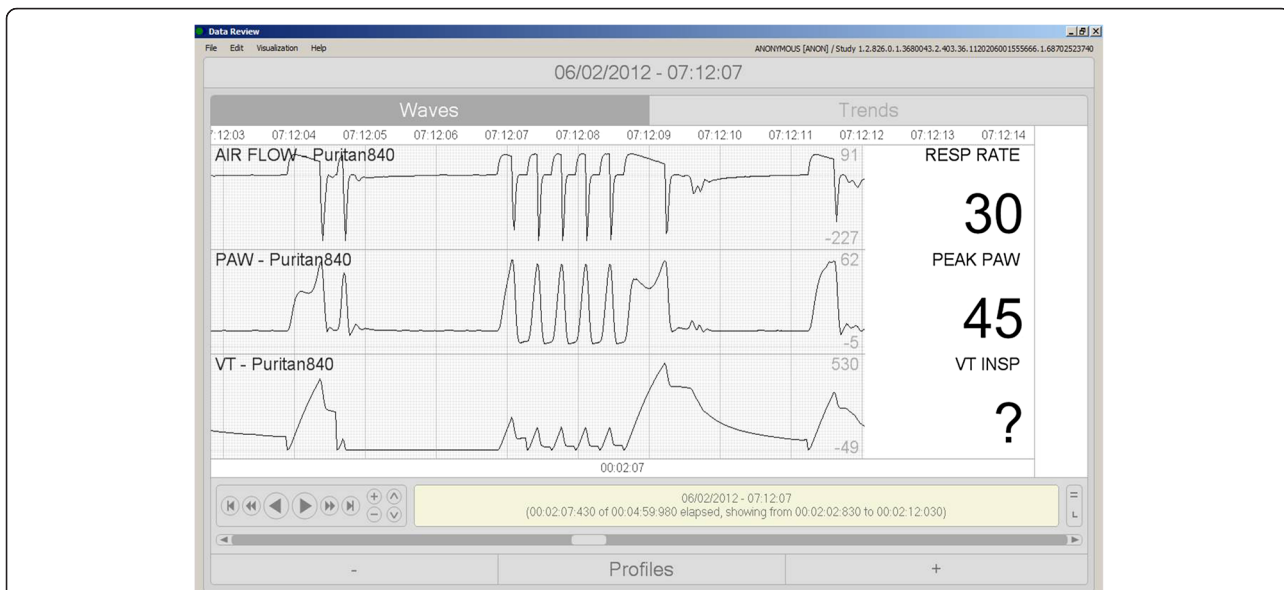 Data Review
File Edit Visualization Help
ANONYMOUS [ANON] / Study 1.2.826.0.1.3680043.2.403.36.1120206001555666.1.68702523740
06/02/2012 - 07:12:07
Waves
Trends
7:12:03 07:12:04 07:12:05 07:12:06 07:12:07 07:12:08 07:12:09 07:12:10 07:12:11 07:12:12 07:12:13 07:12:14
AIR FLOW - Puritan840
91
RESP RATE
30
-227
PAW - Puritan840
62
PEAK PAW
45
-5
VT - Puritan840
530
VT INSP
?
-49
00:02:07
06/02/2012 - 07:12:07
(00:02:07:430 of 00:04:59:980 elapsed, showing from 00:02:02:830 to 00:02:12:030)
=
L
-
Profiles
+